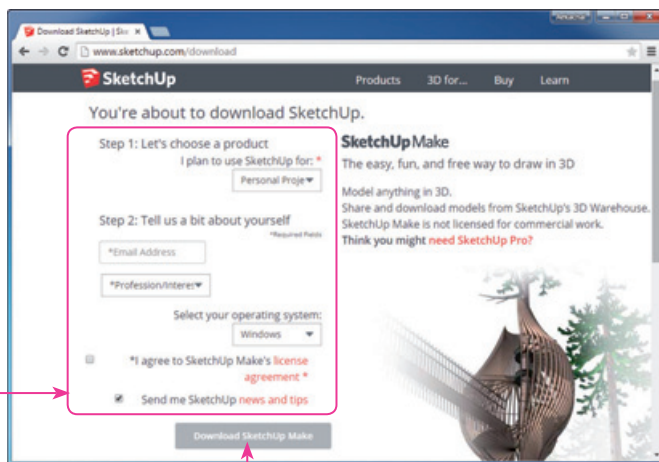 Download SketchUp | Ske
www.sketchup.com/download
SketchUp
Products 3D for... Buy Learn
You're about to download SketchUp.
Step 1: Let's choose a product
I plan to use SketchUp for: *
Personal Proje
Step 2: Tell us a bit about yourself
*Required Fields
*Email Address
*Profession/Interes
Select your operating system:
Windows
*I agree to SketchUp Make's license
agreement *
Send me SketchUp news and tips
Download SketchUp Make
SketchUp Make
The easy, fun, and free way to draw in 3D
Model anything in 3D.
Share and download models from SketchUp's 3D Warehouse.
SketchUp Make is not licensed for commercial work.
Think you might need SketchUp Pro?